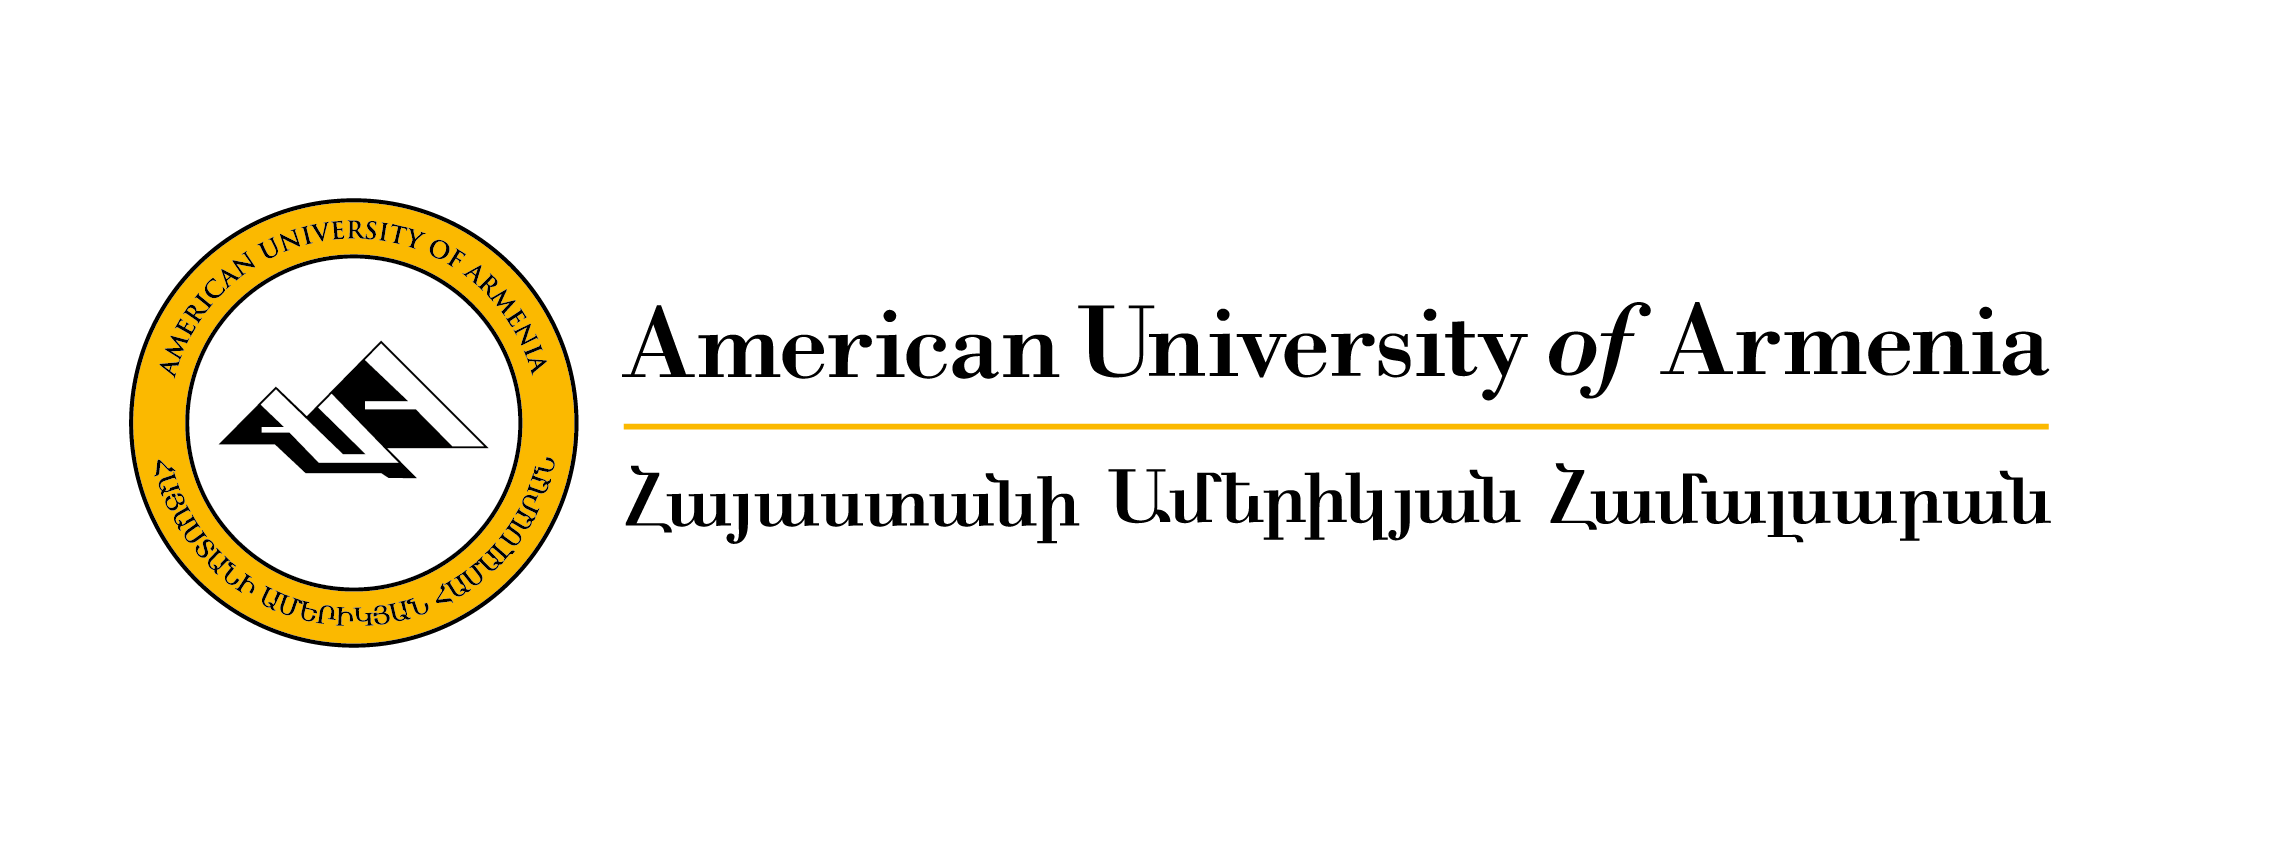 AMERICAN UNIVERSITY OF ARMENIA
ՀԱՅԱՍՏԱՆԻ ԱՄԵՐԻԿՅԱՆ ՀԱՄԱԼՍԱՐԱՆ
American University of Armenia
Հայաստանի Ամերիկյան Համալսարան